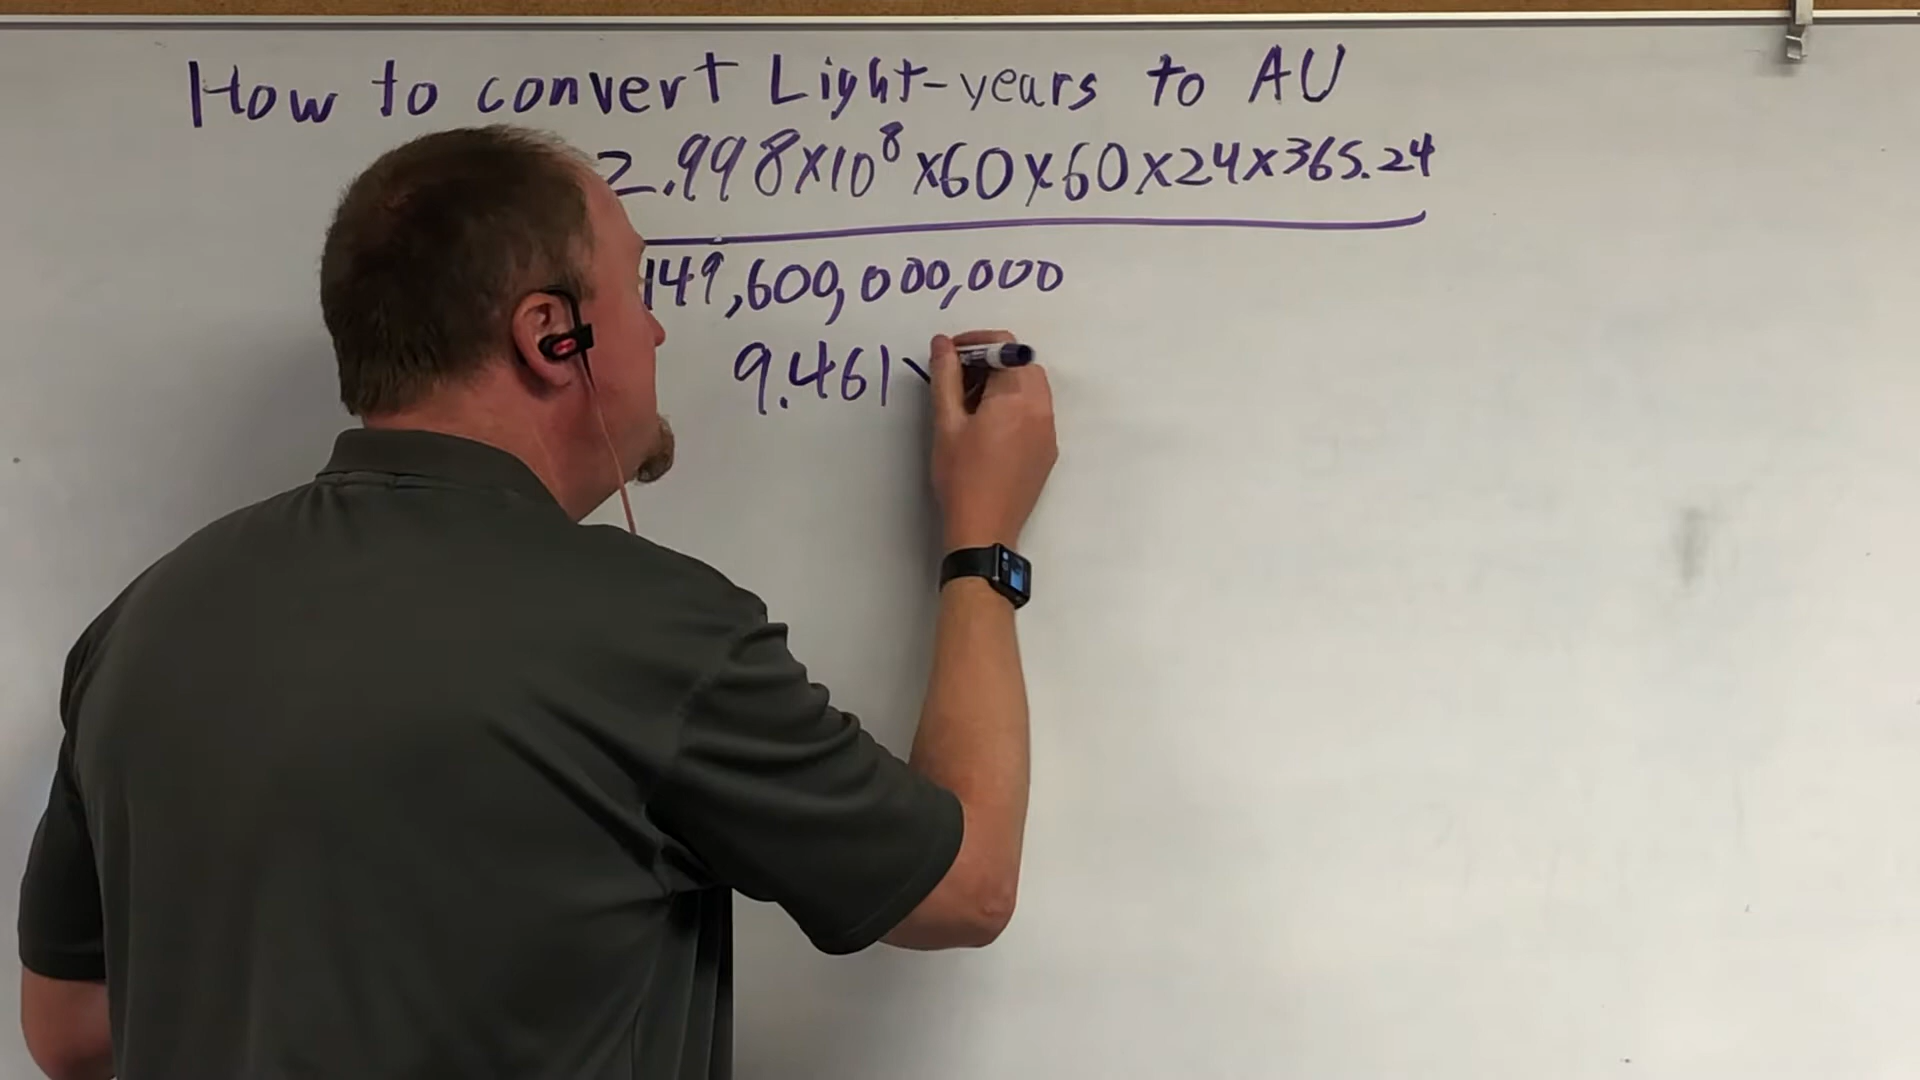 How to convert Light-years to AU
2.998x10⁸x60x60x24x365.24
149,600,000,000
9.461